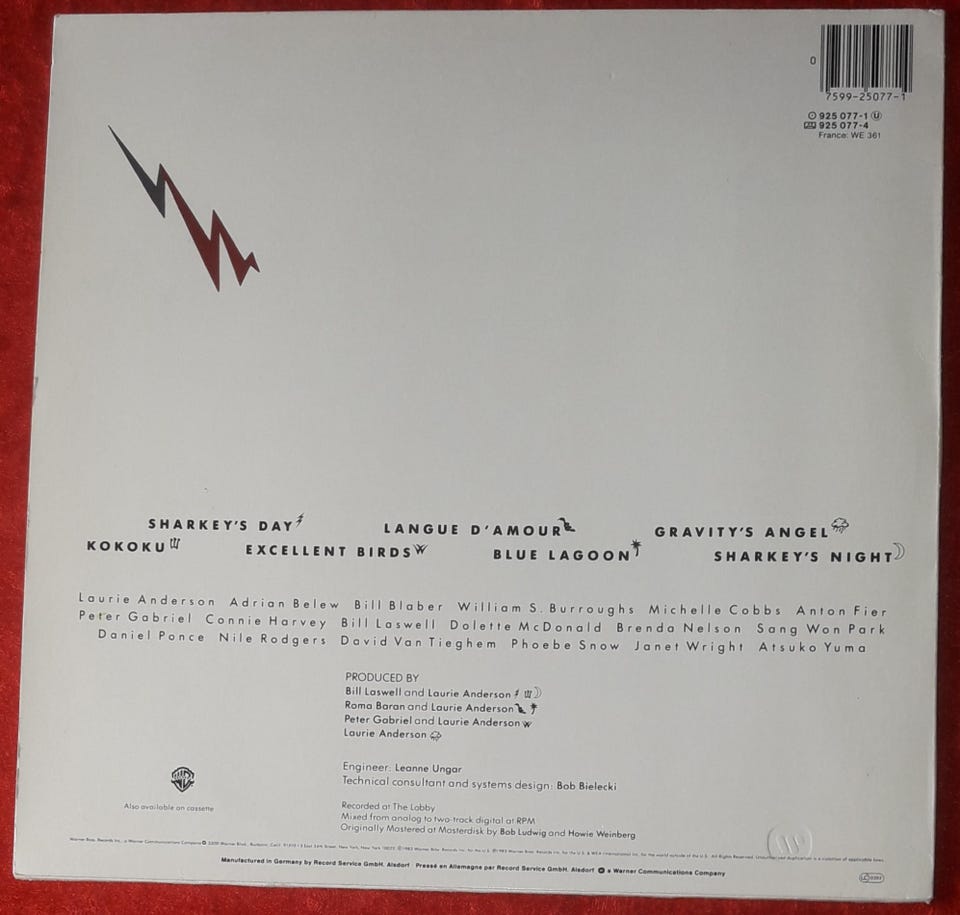 0
7599-25077-1
925 077-1 U
925 077-4
France: WE 361
SHARKEY'S DAY LANGUE D'AMOUR GRAVITY'S ANGEL
KOKOKU EXCELLENT BIRDS BLUE LAGOON SHARKEY'S NIGHT
Laurie Anderson Adrian Belew Bill Blaber William S. Burroughs Michelle Cobbs Anton Fier
Peter Gabriel Connie Harvey Bill Laswell Dolette McDonald Brenda Nelson Sang Won Park
Daniel Ponce Nile Rodgers David Van Tieghem Phoebe Snow Janet Wright Atsuko Yuma
PRODUCED BY
Bill Laswell and Laurie Anderson
Roma Baran and Laurie Anderson
Peter Gabriel and Laurie Anderson
Laurie Anderson
Engineer: Leanne Ungar
Technical consultant and systems design: Bob Bielecki
Also available on cassette
Recorded at The Lobby
Mixed from analog to two-track digital at RPM
Originally Mastered at Masterdisk by Bob Ludwig and Howie Weinberg
Warner Bros. Records Inc., a Warner Communications Company
Manufactured in Germany by Record Service GmbH, Alsdorf Pressé en Allemagne par Record Service GmbH, Alsdorf a Warner Communications Company